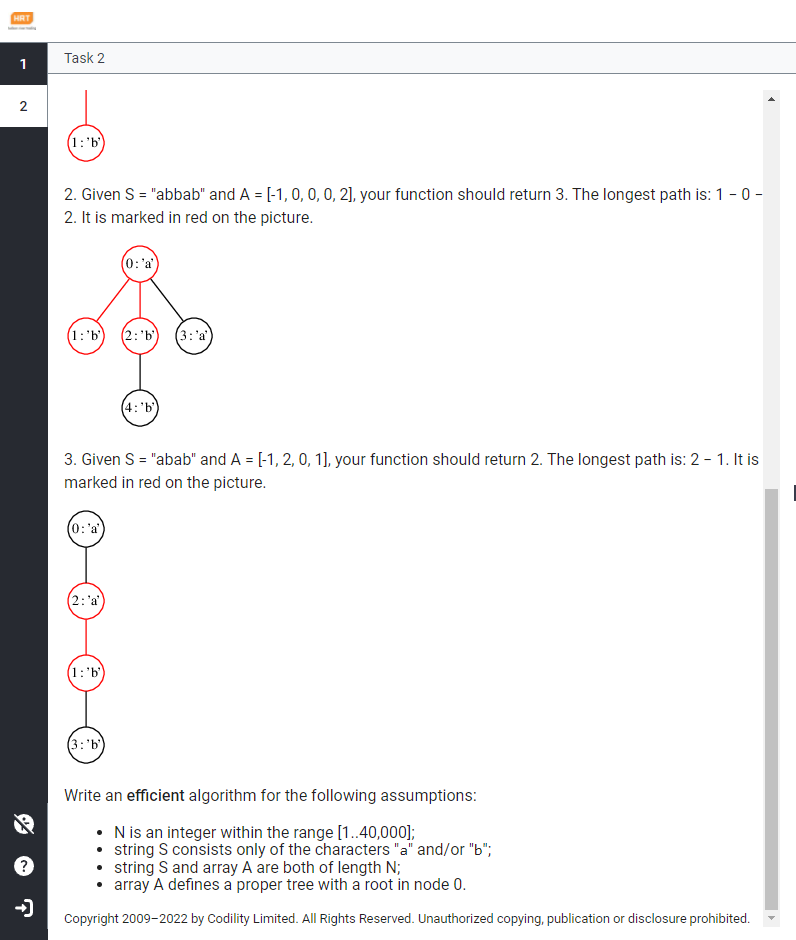 HRT
1
Task 2
2
1:'b'
2. Given S = "abbab" and A = [-1, 0, 0, 0, 2], your function should return 3. The longest path is: 1 − 0 −
2. It is marked in red on the picture.
0:'a'
1:'b' 2:'b' 3:'a'
4:'b'
3. Given S = "abab" and A = [-1, 2, 0, 1], your function should return 2. The longest path is: 2 − 1. It is
marked in red on the picture.
0:'a'
2:'a'
1:'b'
3:'b'
Write an efficient algorithm for the following assumptions:
• N is an integer within the range [1..40,000];
• string S consists only of the characters "a" and/or "b";
• string S and array A are both of length N;
• array A defines a proper tree with a root in node 0.
Copyright 2009–2022 by Codility Limited. All Rights Reserved. Unauthorized copying, publication or disclosure prohibited.